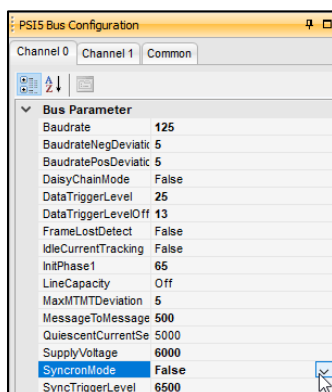 PSI5 Bus Configuration
Channel 0 Channel 1 Common
Bus Parameter
Baudrate 125
BaudrateNegDeviatic 5
BaudratePosDeviatic 5
DaisyChainMode False
DataTriggerLevel 25
DataTriggerLevelOff 13
FrameLostDetect False
IdleCurrentTracking False
InitPhase1 65
LineCapacity Off
MaxMTMTDeviation 5
MessageToMessage 500
QuiescentCurrentSe 5000
SupplyVoltage 6000
SyncronMode False
SyncTriggerLevel 6500